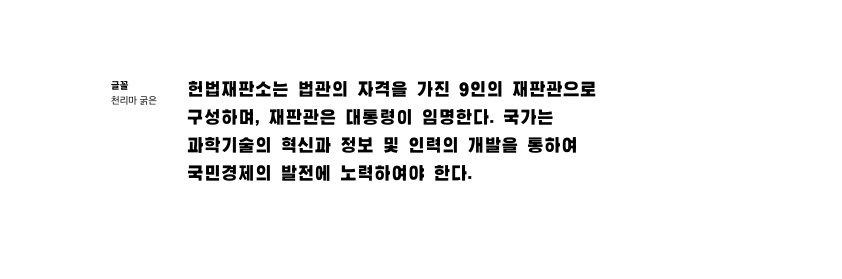 글꼴
천리마 굵은
헌법재판소는 법관의 자격을 가진 9인의 재판관으로
구성하며, 재판관은 대통령이 임명한다. 국가는
과학기술의 혁신과 정보 및 인력의 개발을 통하여
국민경제의 발전에 노력하여야 한다.